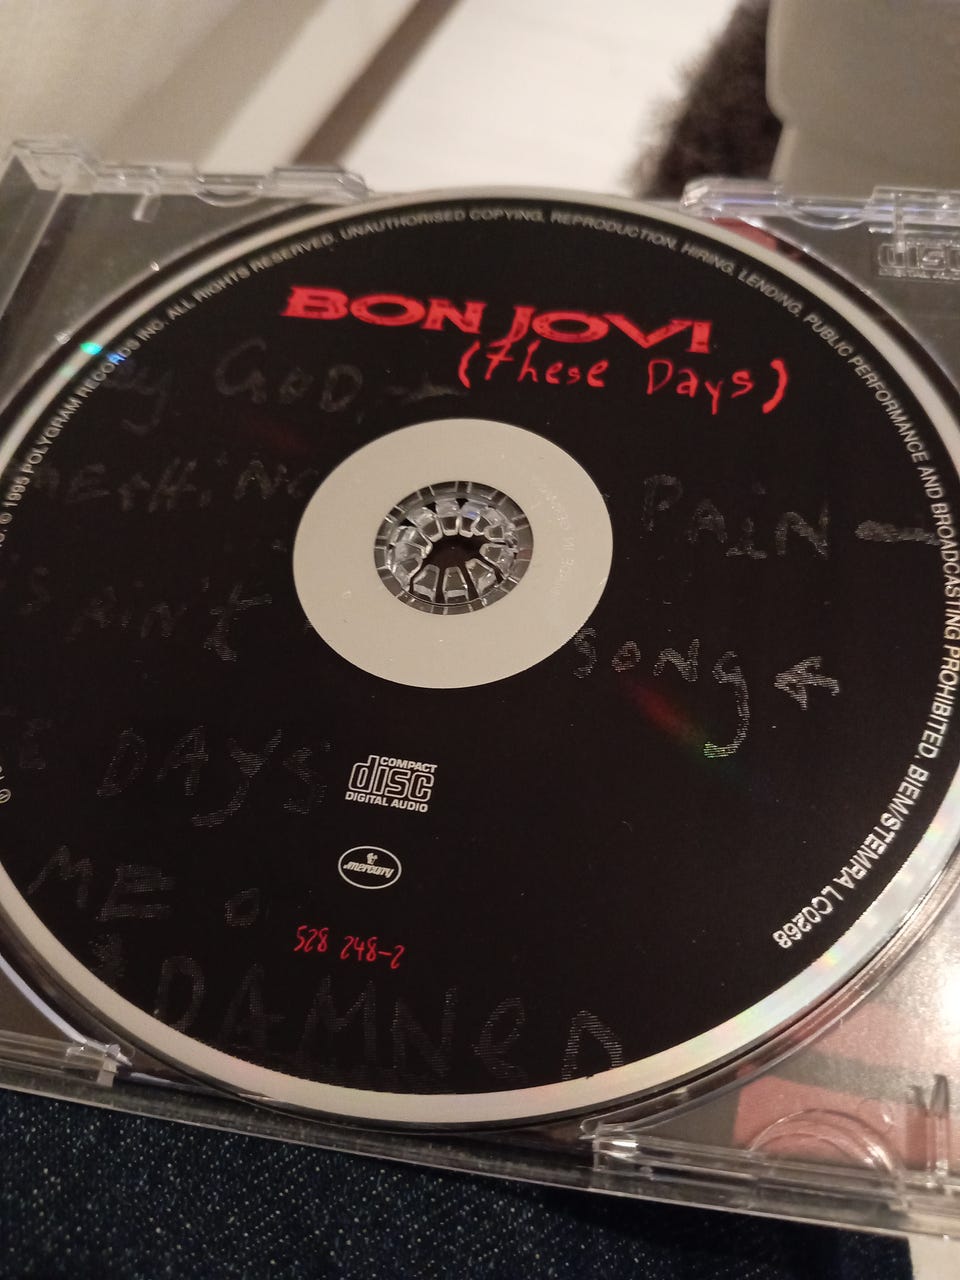 BON JOVI
(these Days)
GOD
PAiN
Ain't
SONG
DAYS
ME
DAMNeD
COMPACT
disc
DIGITAL AUDIO
mercury
528 248-2
© 1995 POLYGRAM RECORDS INC. ALL RIGHTS RESERVED. UNAUTHORISED COPYING, REPRODUCTION, HIRING, LENDING, PUBLIC PERFORMANCE AND BROADCASTING PROHIBITED. BIEM/STEMRA LC0268